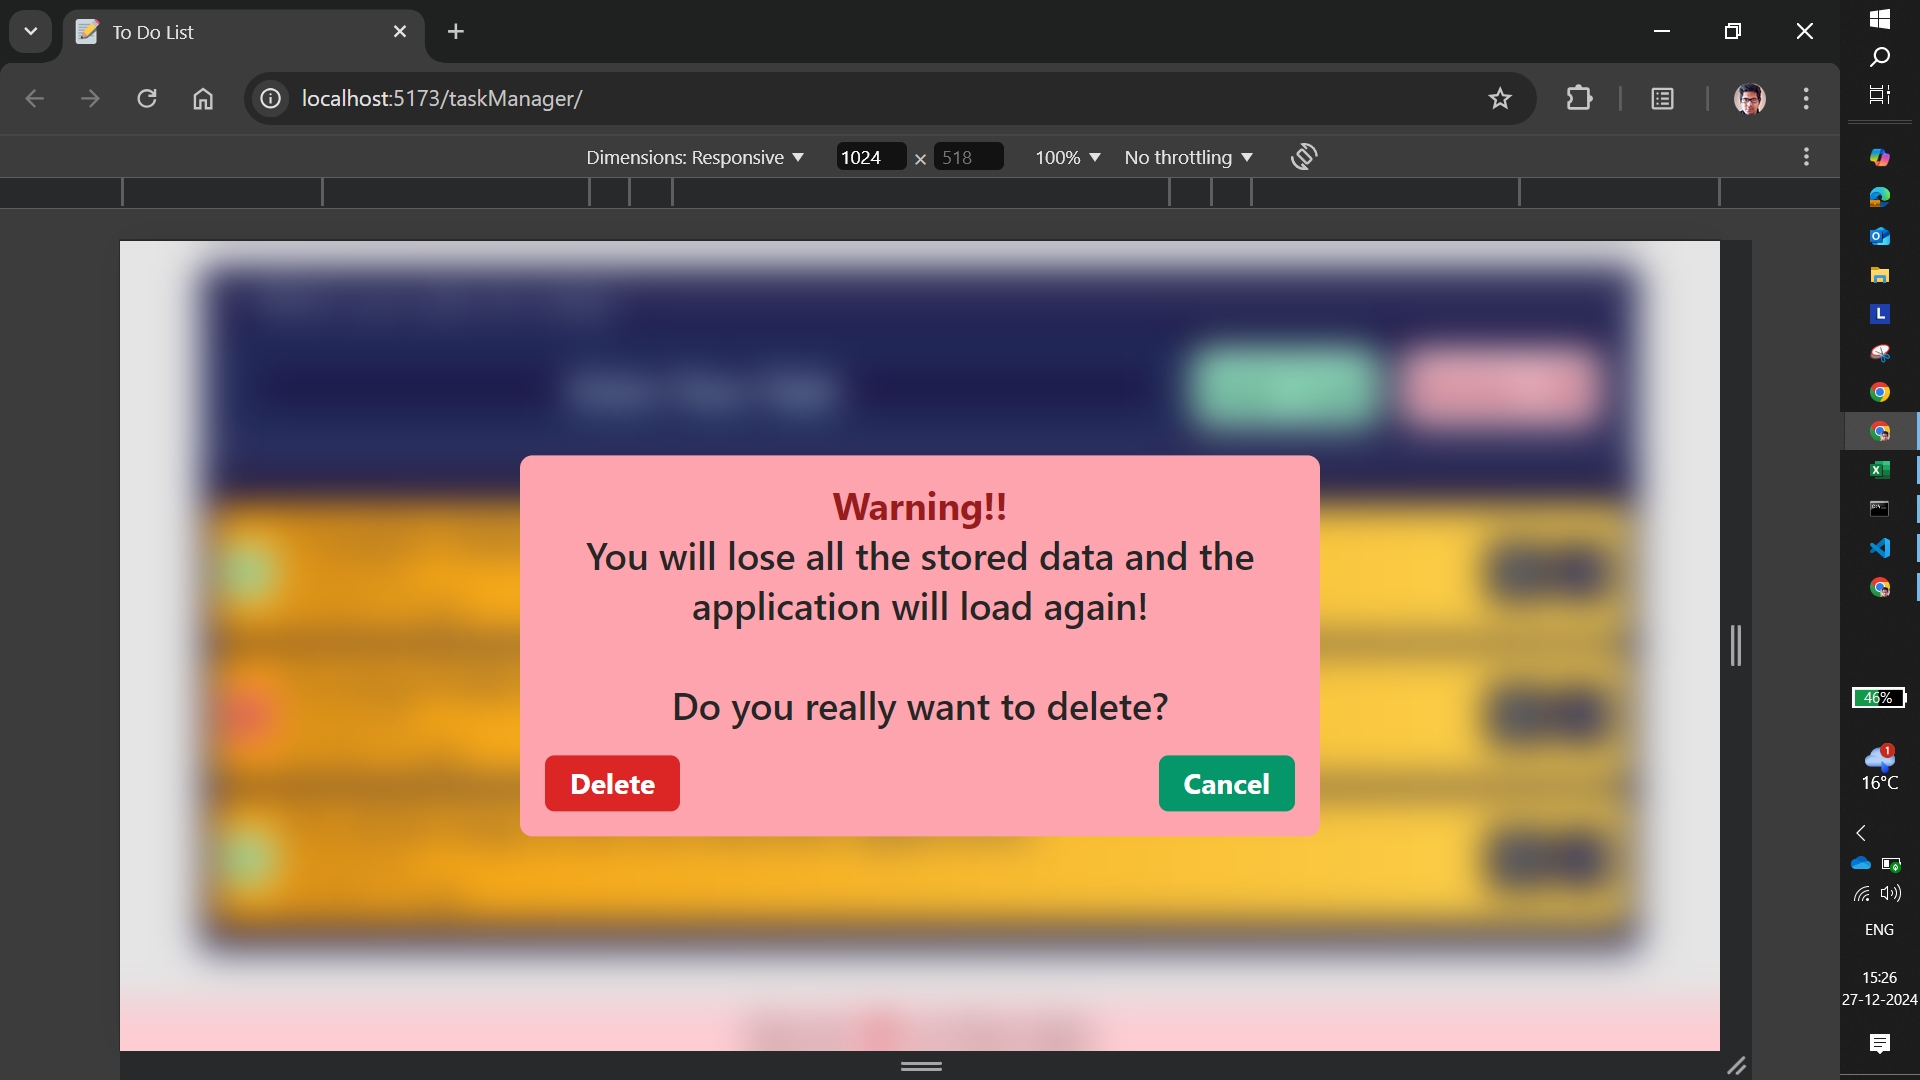 To Do List
localhost:5173/taskManager/
Dimensions: Responsive 1024 × 518 100% No throttling
Warning!!
You will lose all the stored data and the
application will load again!
Do you really want to delete?
Delete Cancel
L
46%
1
16°C
ENG
15:26
27-12-2024